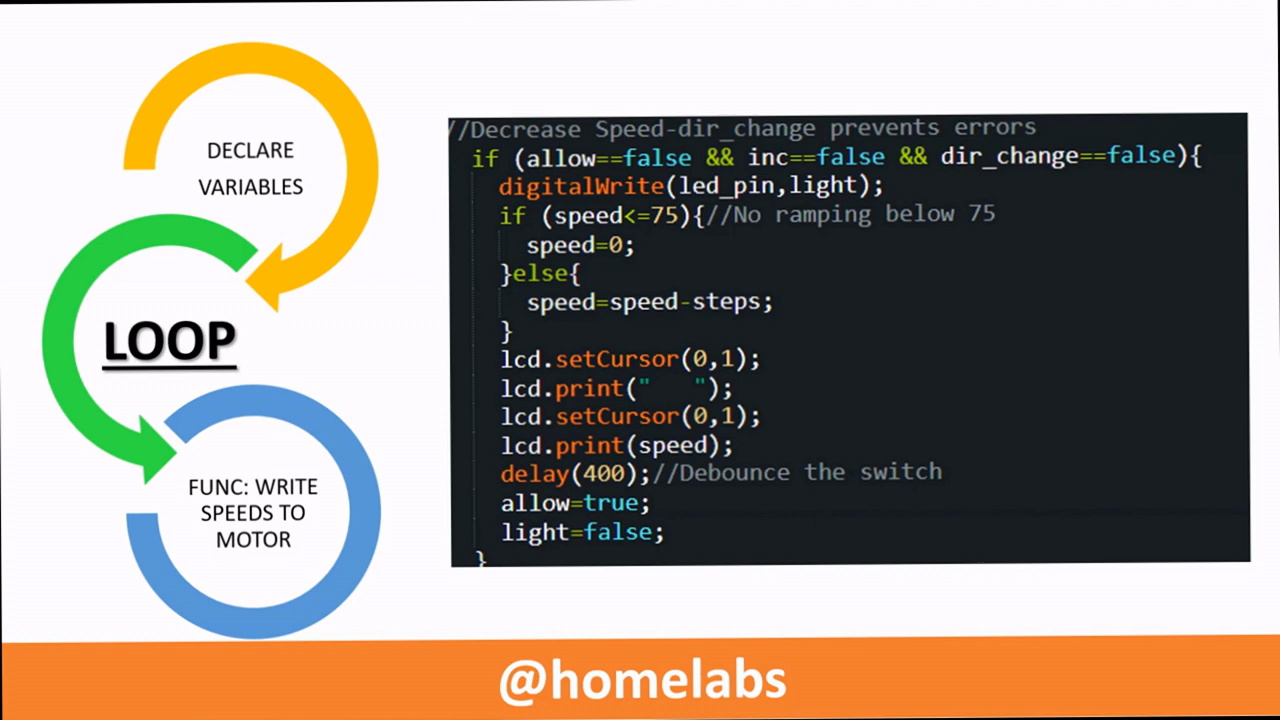 DECLARE
VARIABLES
LOOP
FUNC: WRITE
SPEEDS TO
MOTOR
//Decrease Speed-dir_change prevents errors
if (allow==false && inc==false && dir_change==false){
digitalWrite(led_pin,light);
if (speed<=75){//No ramping below 75
speed=0;
}else{
speed=speed-steps;
}
lcd.setCursor(0,1);
lcd.print("   ");
lcd.setCursor(0,1);
lcd.print(speed);
delay(400);//Debounce the switch
allow=true;
light=false;
}
@homelabs